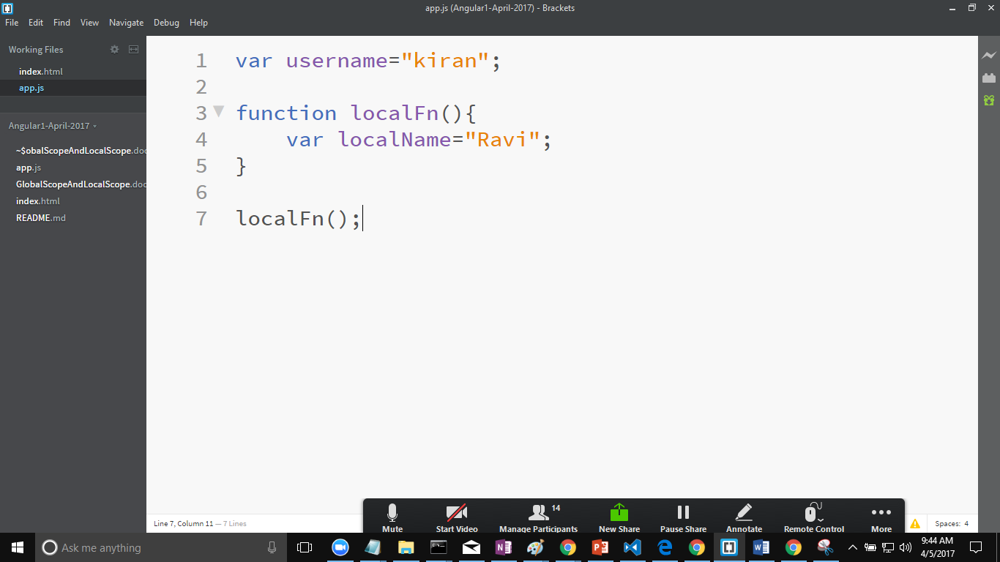 app.js (Angular1-April-2017) - Brackets
File Edit Find View Navigate Debug Help
Working Files
index.html
app.js
Angular1-April-2017
~$obalScopeAndLocalScope.doc
app.js
GlobalScopeAndLocalScope.doc
index.html
README.md
1 var username="kiran";
2
3 function localFn(){
4     var localName="Ravi";
5 }
6
7 localFn();
Line 7, Column 11 — 7 Lines
14
Mute Start Video Manage Participants New Share Pause Share Annotate Remote Control More
Spaces: 4
Ask me anything
9:44 AM
4/5/2017